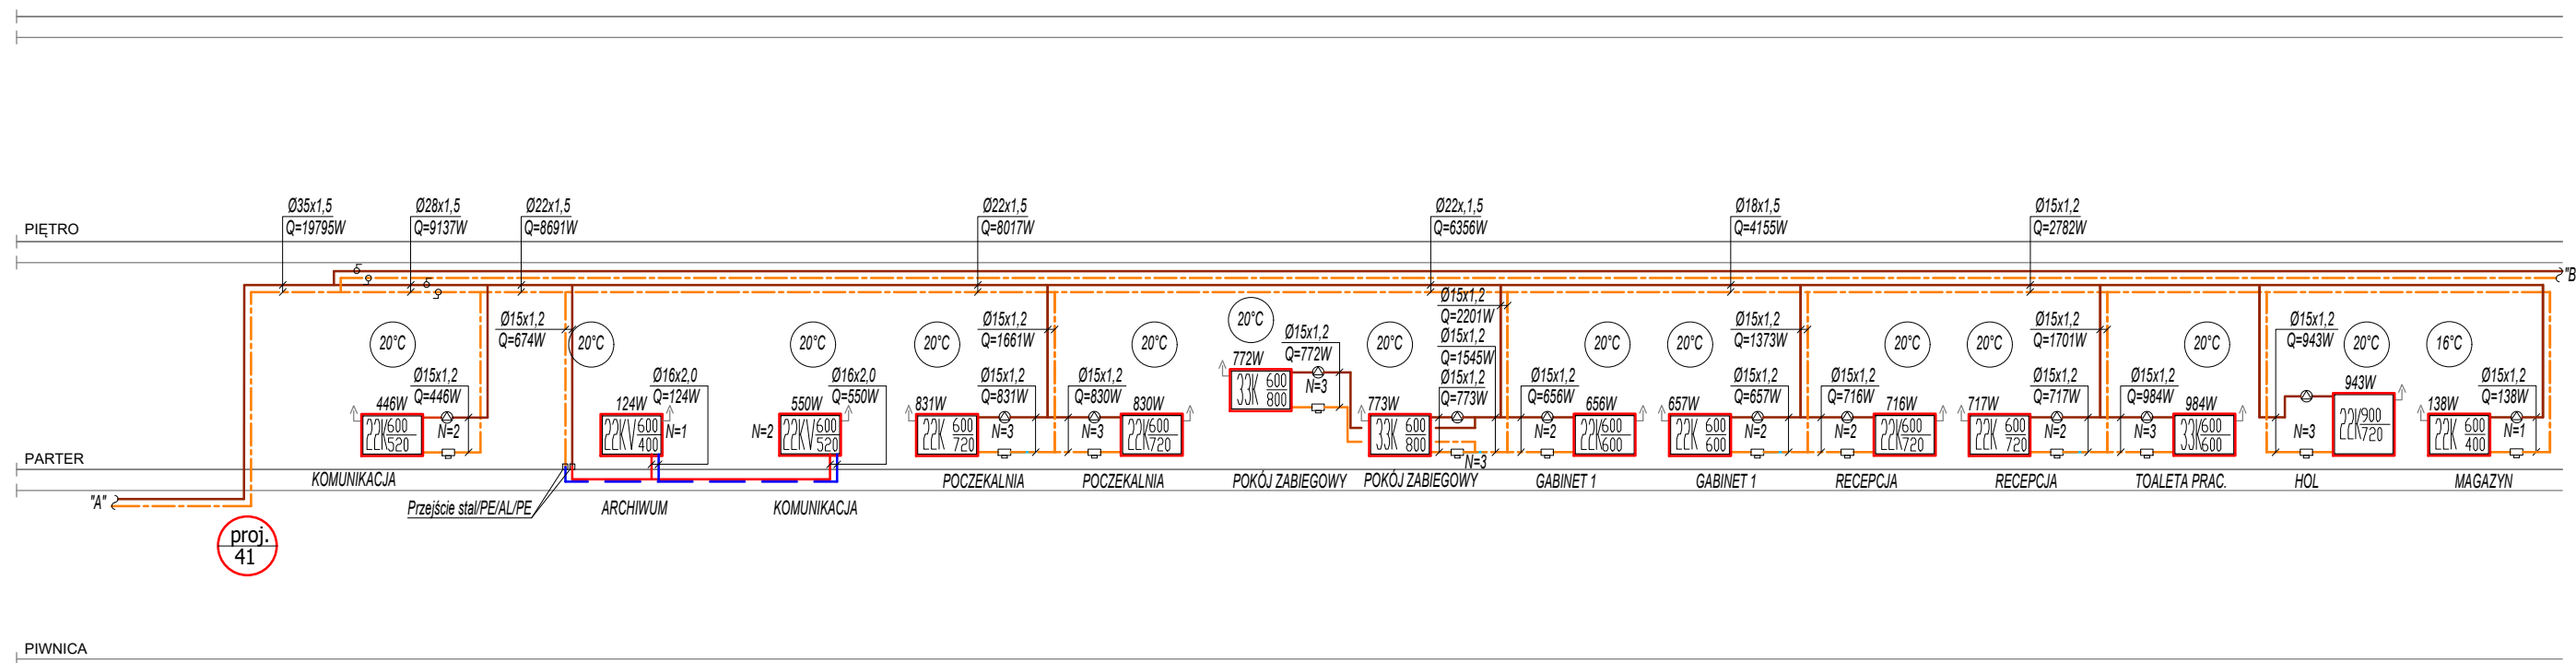 PIĘTRO
Ø35x1,5
Q=19795W
Ø28x1,5
Q=9137W
Ø22x1,5
Q=8691W
Ø22x1,5
Q=8017W
Ø22x,1,5
Q=6356W
Ø18x1,5
Q=4155W
Ø15x1,2
Q=2782W
"B
20°C
Ø15x1,2
Q=446W
446W
22K 600
520
N=2
KOMUNIKACJA
Ø15x1,2
Q=674W
20°C
Ø16x2,0
Q=124W
124W
22KV 600
400
N=1
ARCHIWUM
20°C
Ø16x2,0
Q=550W
550W
N=2
22KV 600
520
KOMUNIKACJA
20°C
Ø15x1,2
Q=1661W
Ø15x1,2
Q=831W
831W
22K 600
720
N=3
POCZEKALNIA
20°C
Ø15x1,2
Q=830W
830W
N=3
22K 600
720
POCZEKALNIA
20°C
Ø15x1,2
Q=772W
772W
33K 600
800
N=3
POKÓJ ZABIEGOWY
20°C
Ø15x1,2
Q=2201W
Ø15x1,2
Q=1545W
Ø15x1,2
Q=773W
773W
33K 600
800
N=3
POKÓJ ZABIEGOWY
20°C
Ø15x1,2
Q=656W
656W
N=2
22K 600
600
GABINET 1
20°C
Ø15x1,2
Q=1373W
Ø15x1,2
Q=657W
657W
22K 600
600
N=2
GABINET 1
20°C
Ø15x1,2
Q=716W
716W
N=2
22K 600
720
RECEPCJA
20°C
Ø15x1,2
Q=1701W
Ø15x1,2
Q=717W
717W
22K 600
720
N=2
RECEPCJA
20°C
Ø15x1,2
Q=984W
984W
N=3
33K 600
600
TOALETA PRAC.
Ø15x1,2
Q=943W
20°C
943W
N=3
22K 900
720
HOL
16°C
Ø15x1,2
Q=138W
138W
22K 600
400
N=1
MAGAZYN
PARTER
"A"
Przejście stal/PE/AL/PE
proj.
41
PIWNICA